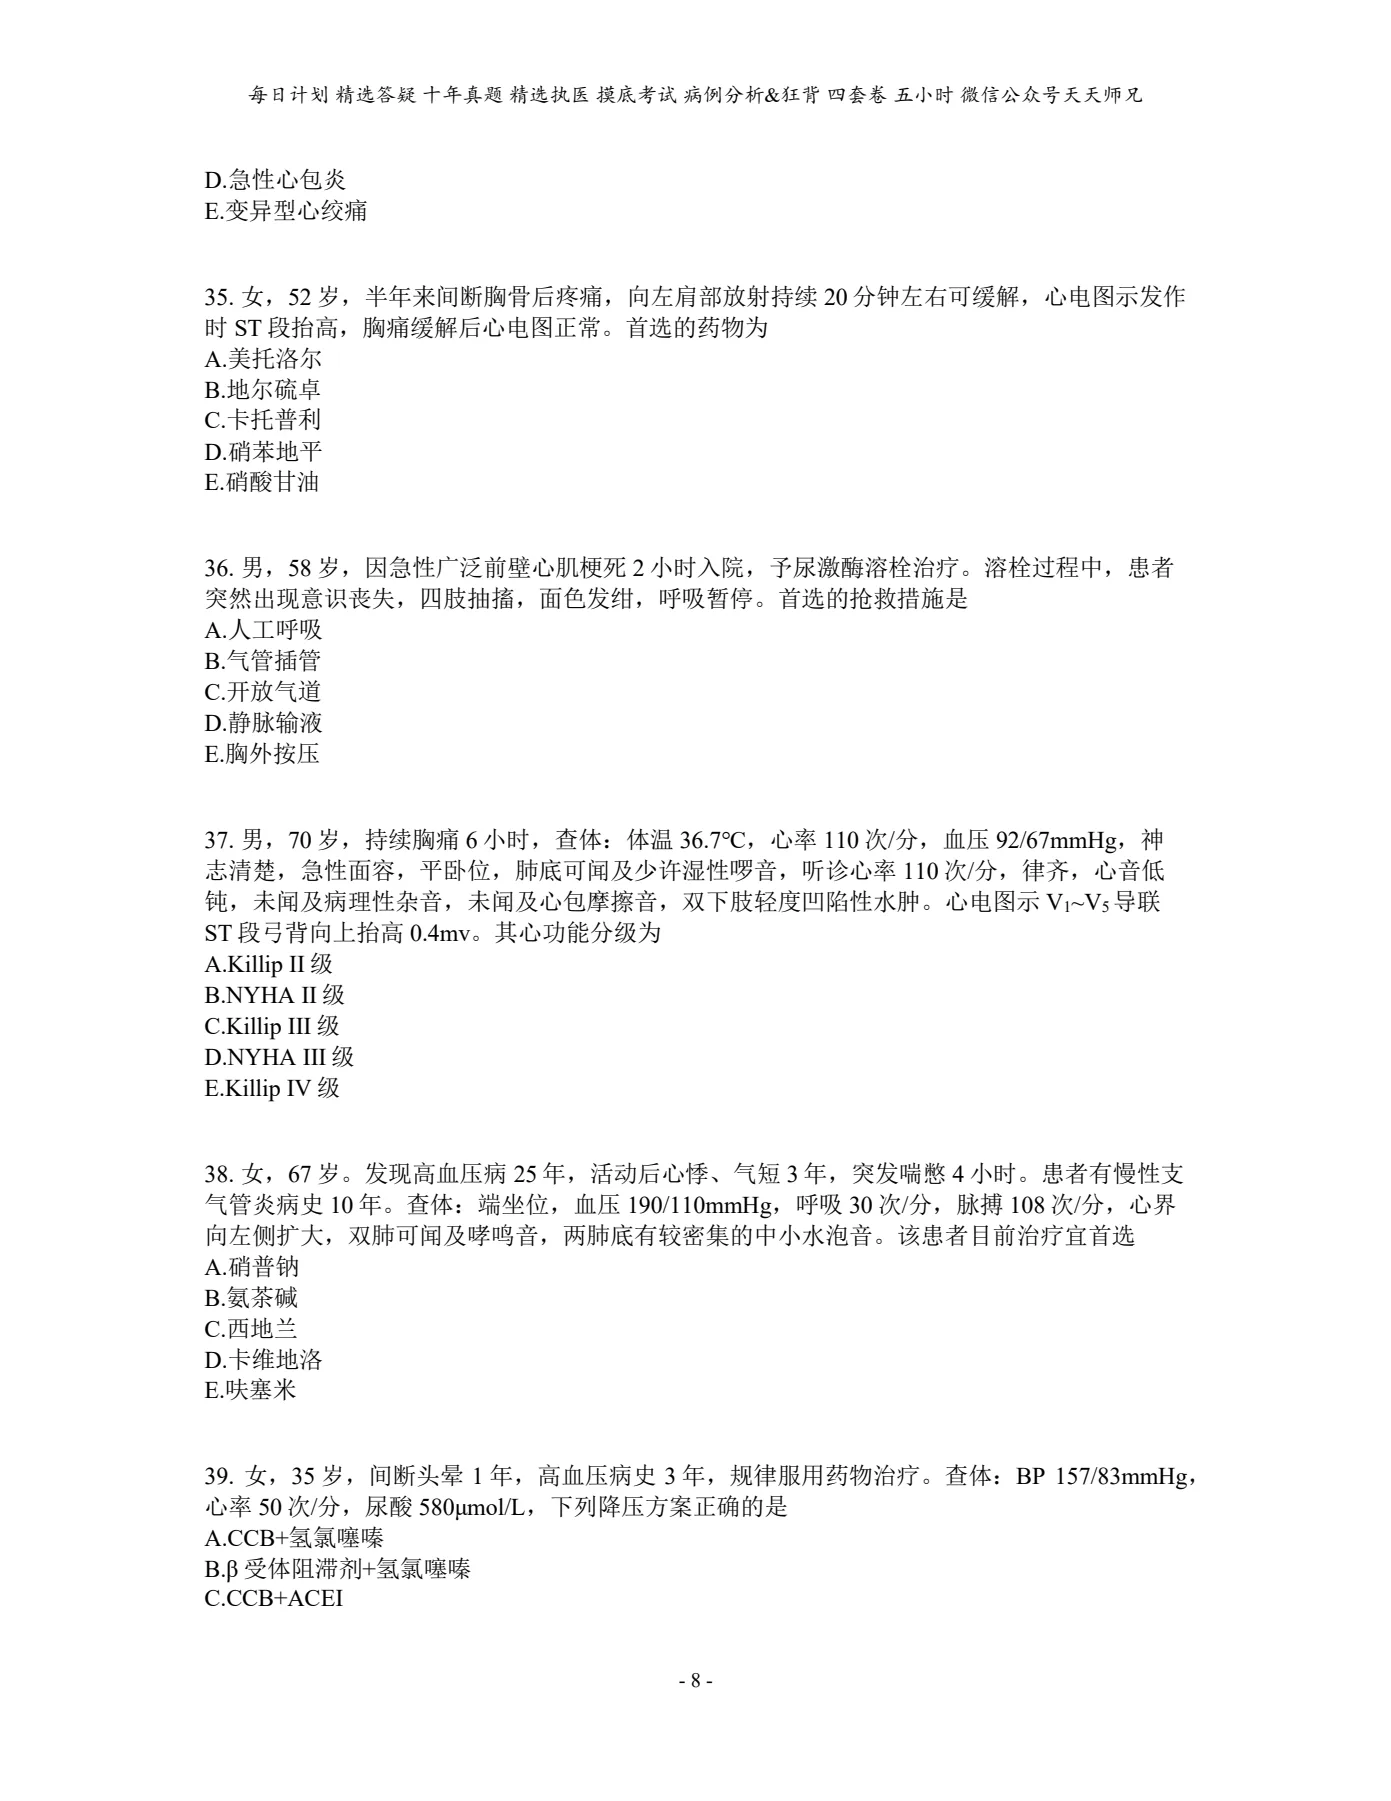 每日计划 精选答疑 十年真题 精选执医 摸底考试 病例分析&狂背 四套卷 五小时 微信公众号天天师兄
D.急性心包炎
E.变异型心绞痛
35. 女，52 岁，半年来间断胸骨后疼痛，向左肩部放射持续 20 分钟左右可缓解，心电图示发作
时 ST 段抬高，胸痛缓解后心电图正常。首选的药物为
A.美托洛尔
B.地尔硫卓
C.卡托普利
D.硝苯地平
E.硝酸甘油
36. 男，58 岁，因急性广泛前壁心肌梗死 2 小时入院，予尿激酶溶栓治疗。溶栓过程中，患者
突然出现意识丧失，四肢抽搐，面色发绀，呼吸暂停。首选的抢救措施是
A.人工呼吸
B.气管插管
C.开放气道
D.静脉输液
E.胸外按压
37. 男，70 岁，持续胸痛 6 小时，查体：体温 36.7℃，心率 110 次/分，血压 92/67mmHg，神
志清楚，急性面容，平卧位，肺底可闻及少许湿性啰音，听诊心率 110 次/分，律齐，心音低
钝，未闻及病理性杂音，未闻及心包摩擦音，双下肢轻度凹陷性水肿。心电图示 V₁~V₅ 导联
ST 段弓背向上抬高 0.4mv。其心功能分级为
A.Killip II 级
B.NYHA II 级
C.Killip III 级
D.NYHA III 级
E.Killip IV 级
38. 女，67 岁。发现高血压病 25 年，活动后心悸、气短 3 年，突发喘憋 4 小时。患者有慢性支
气管炎病史 10 年。查体：端坐位，血压 190/110mmHg，呼吸 30 次/分，脉搏 108 次/分，心界
向左侧扩大，双肺可闻及哮鸣音，两肺底有较密集的中小水泡音。该患者目前治疗宜首选
A.硝普钠
B.氨茶碱
C.西地兰
D.卡维地洛
E.呋塞米
39. 女，35 岁，间断头晕 1 年，高血压病史 3 年，规律服用药物治疗。查体：BP 157/83mmHg，
心率 50 次/分，尿酸 580μmol/L，下列降压方案正确的是
A.CCB+氢氯噻嗪
B.β 受体阻滞剂+氢氯噻嗪
C.CCB+ACEI
- 8 -